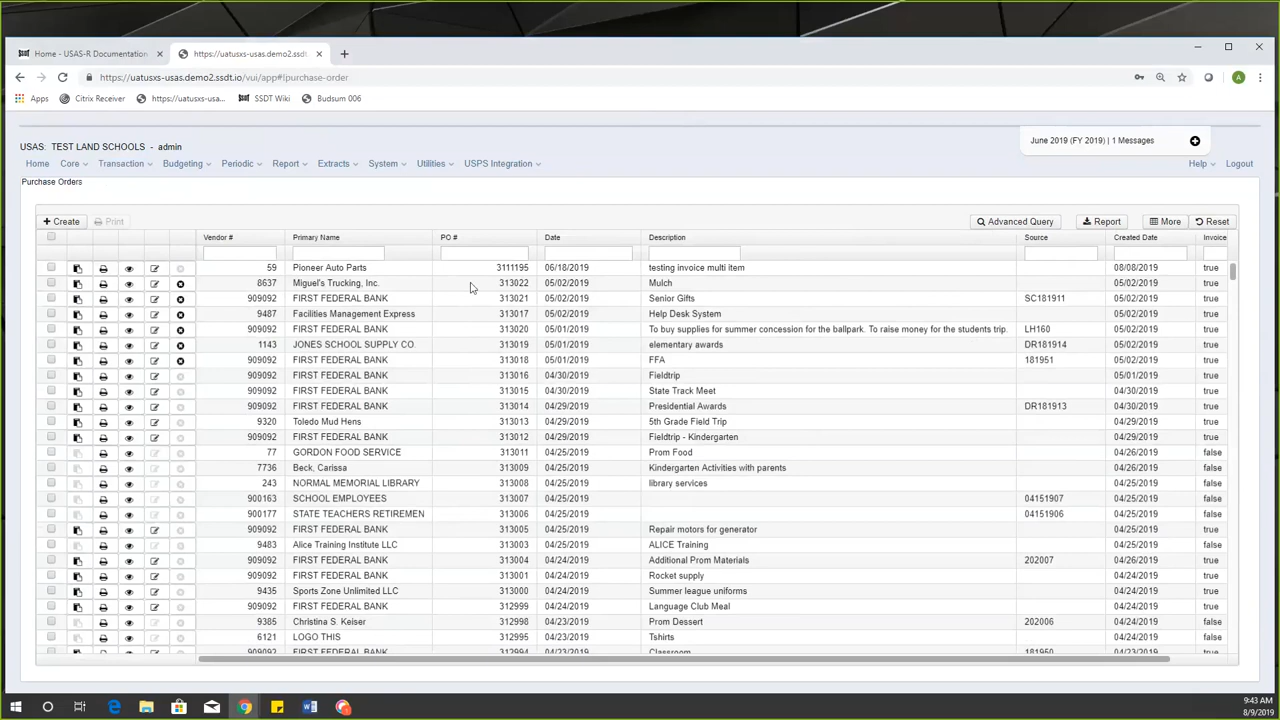 Home - USAS-R Documentation × https://uatusxs-usas.demo2.ssdt. ×
https://uatusxs-usas.demo2.ssdt.io/vui/app#!purchase-order A
Apps Citrix Receiver https://uatusxs-usa... SSDT Wiki Budsum 006
June 2019 (FY 2019) | 1 Messages
USAS: TEST LAND SCHOOLS - admin
Home Core Transaction Budgeting Periodic Report Extracts System Utilities USPS Integration Help Logout
Purchase Orders
+ Create Print Advanced Query Report More Reset
Vendor # Primary Name PO # Date Description Source Created Date Invoice
59 Pioneer Auto Parts 3111195 06/18/2019 testing invoice multi item 08/08/2019 true
8637 Miguel's Trucking, Inc. 313022 05/02/2019 Mulch 05/02/2019 true
909092 FIRST FEDERAL BANK 313021 05/02/2019 Senior Gifts SC181911 05/02/2019 true
9487 Facilities Management Express 313017 05/02/2019 Help Desk System 05/02/2019 true
909092 FIRST FEDERAL BANK 313020 05/01/2019 To buy supplies for summer concession for the ballpark. To raise money for the students trip. LH160 05/02/2019 true
1143 JONES SCHOOL SUPPLY CO. 313019 05/01/2019 elementary awards DR181914 05/02/2019 true
909092 FIRST FEDERAL BANK 313018 05/01/2019 FFA 181951 05/02/2019 true
909092 FIRST FEDERAL BANK 313016 04/30/2019 Fieldtrip 05/01/2019 true
909092 FIRST FEDERAL BANK 313015 04/30/2019 State Track Meet 04/30/2019 true
909092 FIRST FEDERAL BANK 313014 04/29/2019 Presidential Awards DR181913 04/30/2019 true
9320 Toledo Mud Hens 313013 04/29/2019 5th Grade Field Trip 04/29/2019 true
909092 FIRST FEDERAL BANK 313012 04/29/2019 Fieldtrip - Kindergarten 04/29/2019 true
77 GORDON FOOD SERVICE 313011 04/25/2019 Prom Food 04/26/2019 false
7736 Beck, Carissa 313009 04/25/2019 Kindergarten Activities with parents 04/26/2019 false
243 NORMAL MEMORIAL LIBRARY 313008 04/25/2019 library services 04/25/2019 false
900163 SCHOOL EMPLOYEES 313007 04/25/2019 04151907 04/25/2019 false
900177 STATE TEACHERS RETIREMEN 313006 04/25/2019 04151906 04/25/2019 false
909092 FIRST FEDERAL BANK 313005 04/25/2019 Repair motors for generator 04/25/2019 true
9483 Alice Training Institute LLC 313003 04/25/2019 ALICE Training 04/25/2019 false
909092 FIRST FEDERAL BANK 313004 04/25/2019 Additional Prom Materials 202007 04/26/2019 true
909092 FIRST FEDERAL BANK 313001 04/24/2019 Rocket supply 04/25/2019 true
9435 Sports Zone Unlimited LLC 313000 04/24/2019 Summer league uniforms 04/24/2019 true
909092 FIRST FEDERAL BANK 312999 04/24/2019 Language Club Meal 04/24/2019 true
9385 Christina S. Keiser 312998 04/23/2019 Prom Dessert 202006 04/24/2019 false
6121 LOGO THIS 312995 04/23/2019 Tshirts 04/24/2019 false
909092 FIRST FEDERAL BANK 312994 04/23/2019 Classroom 181950 04/23/2019 true
9:43 AM
8/9/2019